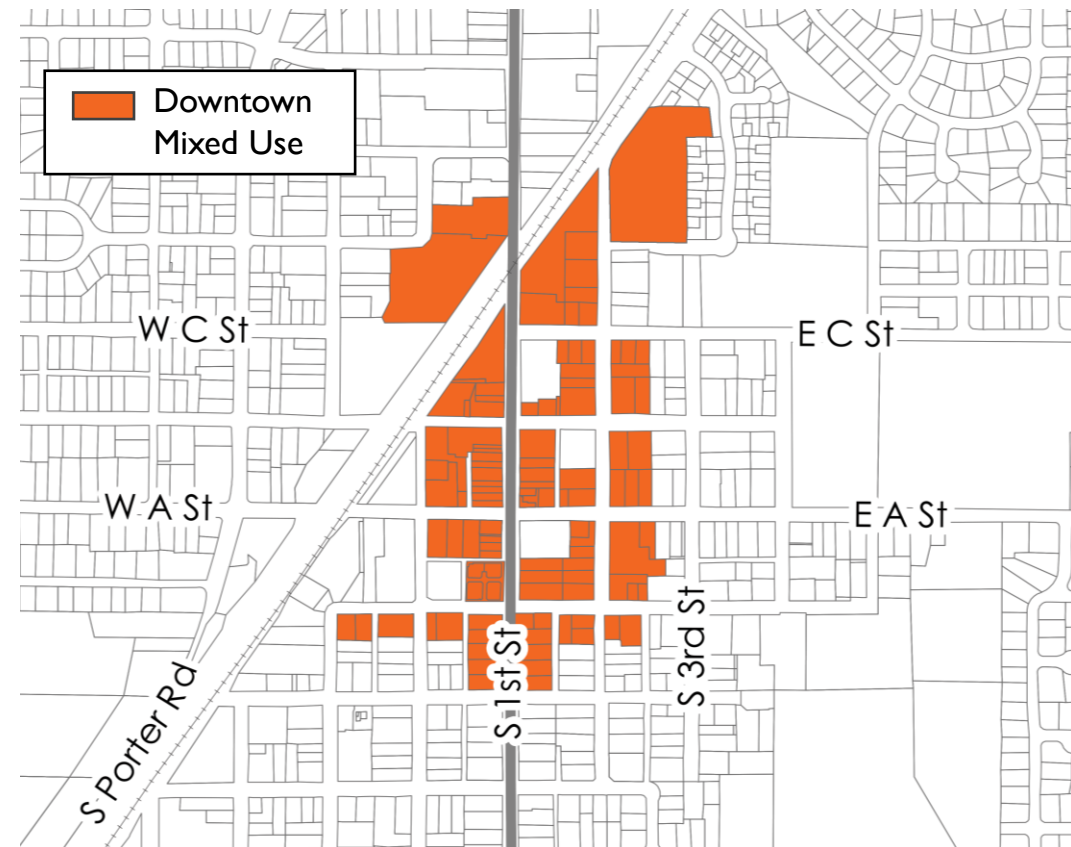 Downtown
Mixed Use
W C St
E C St
W A St
E A St
S Porter Rd
S 1st St
S 3rd St